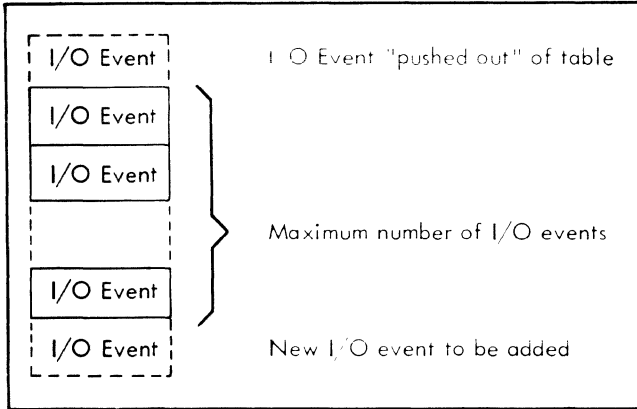 I/O Event I/O Event "pushed out" of table
I/O Event
I/O Event
Maximum number of I/O events
I/O Event
I/O Event New I/O event to be added